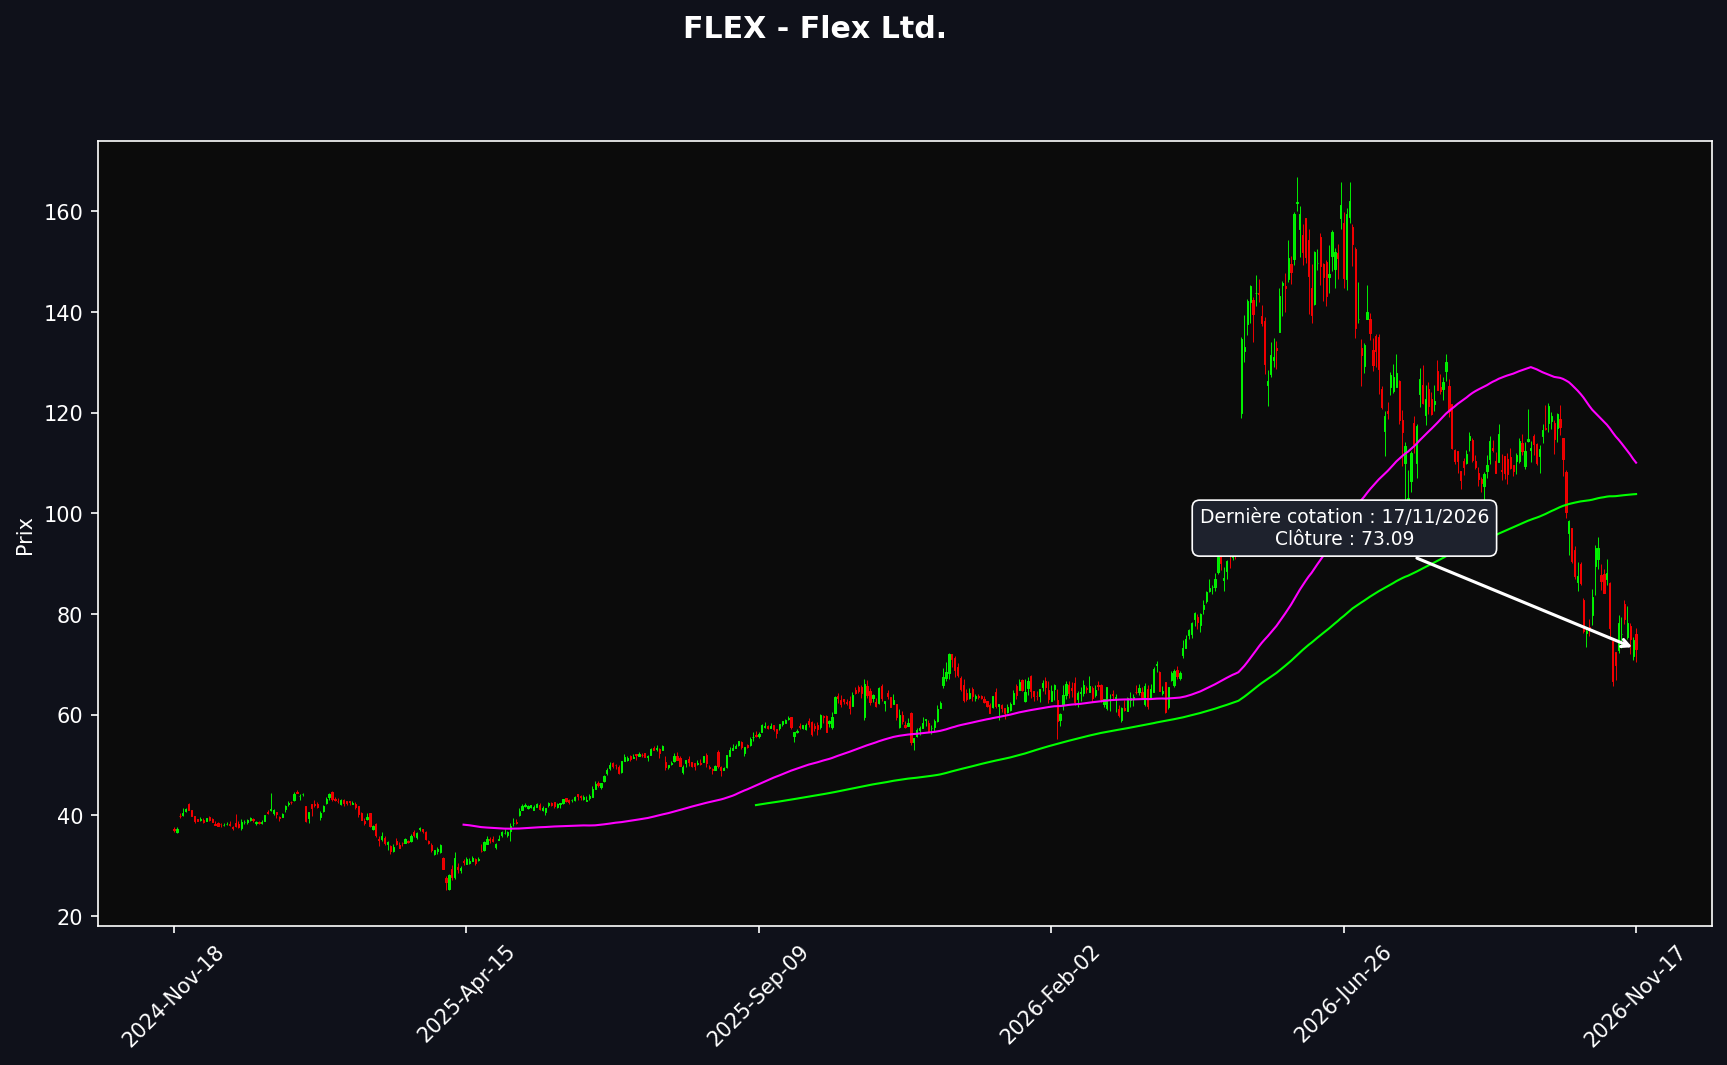 FLEX - Flex Ltd.
160
140
120
100
80
60
40
20
Prix
Dernière cotation : 17/11/2026
Clôture : 73.09
2024-Nov-18
2025-Apr-15
2025-Sep-09
2026-Feb-02
2026-Jun-26
2026-Nov-17